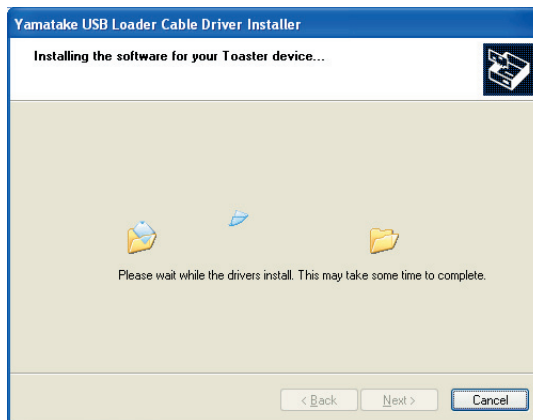 Yamatake USB Loader Cable Driver Installer
Installing the software for your Toaster device...
Please wait while the drivers install. This may take some time to complete.
< Back Next > Cancel